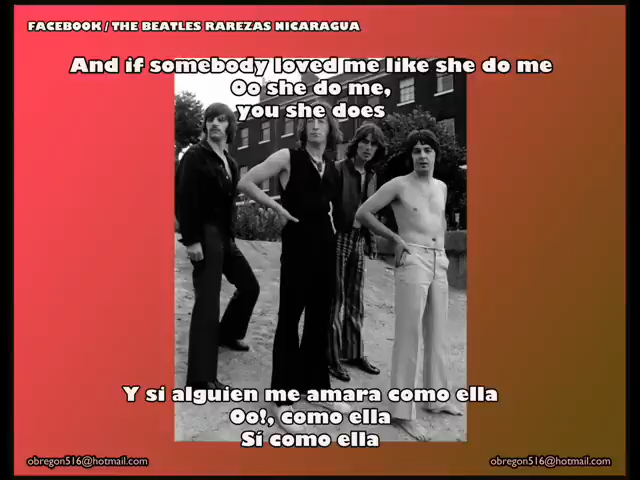 FACEBOOK / THE BEATLES RAREZAS NICARAGUA
And if somebody loved me like she do me
Oo she do me,
you she does
Y si alguien me amara como ella
Oo!, como ella
Sí como ella
obregon516@hotmail.com
obregon516@hotmail.com